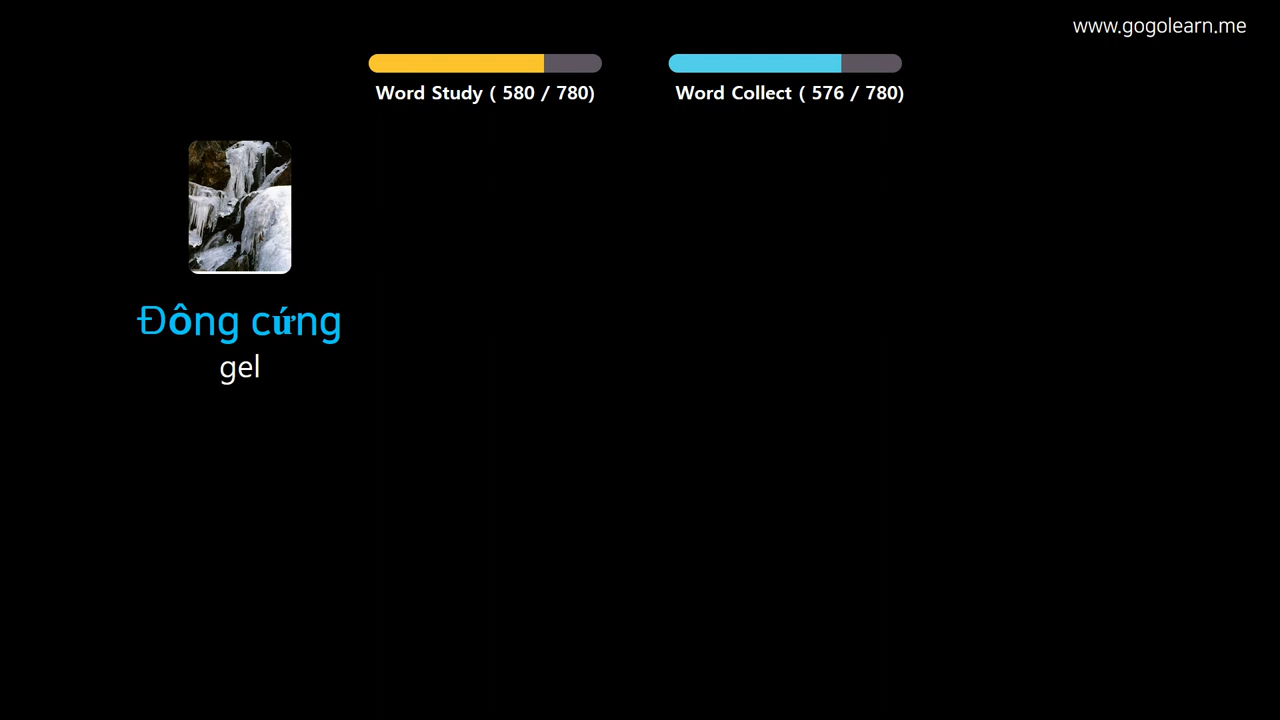 www.gogolearn.me
Word Study ( 580 / 780)
Word Collect ( 576 / 780)
Đông cứng
gel